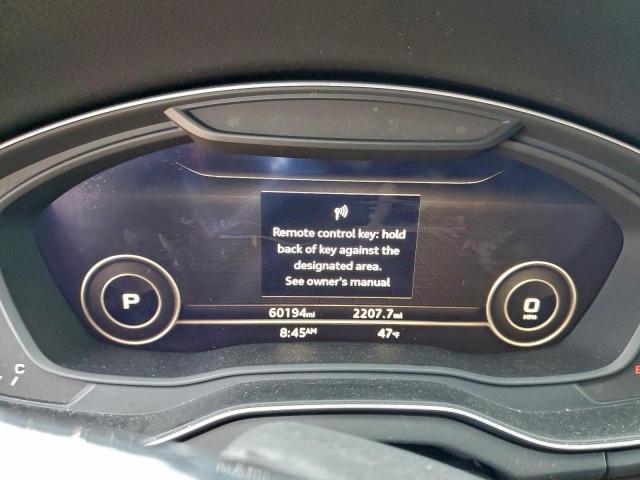 Remote control key: hold
back of key against the
designated area.
See owner's manual
P
0
MPH
60194mi 2207.7mi
8:45AM 47°F
C
E